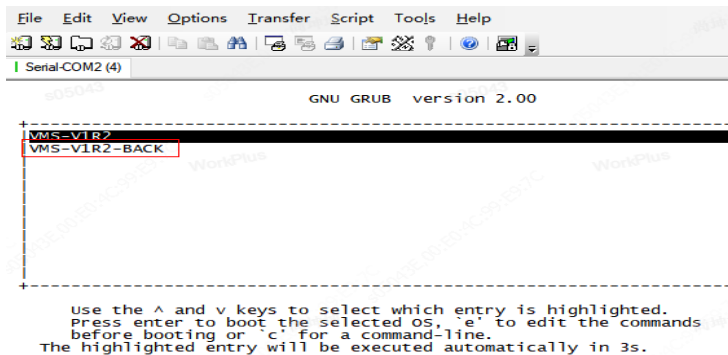 File Edit View Options Transfer Script Tools Help
Serial-COM2 (4)
s05043
GNU GRUB version 2.00
VMS-V1R2
VMS-V1R2-BACK
WorkPlus WorkPlus
Use the ^ and v keys to select which entry is highlighted.
Press enter to boot the selected OS, `e' to edit the commands
before booting or `c' for a command-line.
The highlighted entry will be executed automatically in 3s.